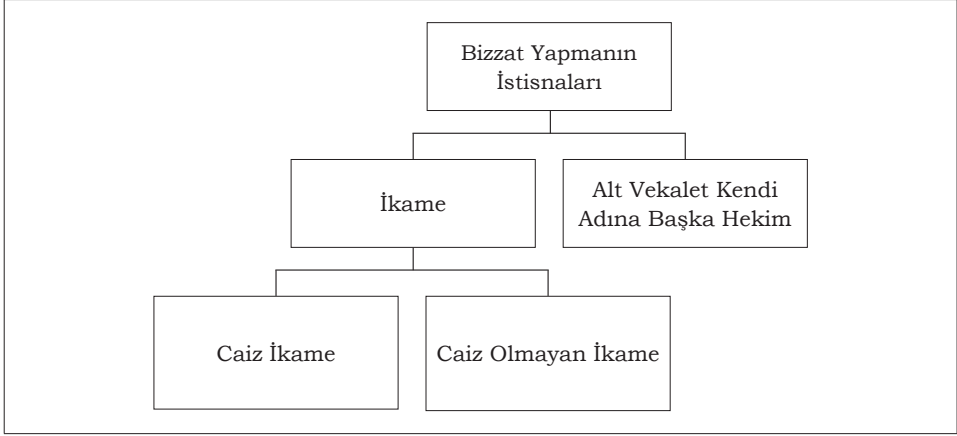 Bizzat Yapmanın
İstisnaları
İkame
Alt Vekalet Kendi
Adına Başka Hekim
Caiz İkame
Caiz Olmayan İkame